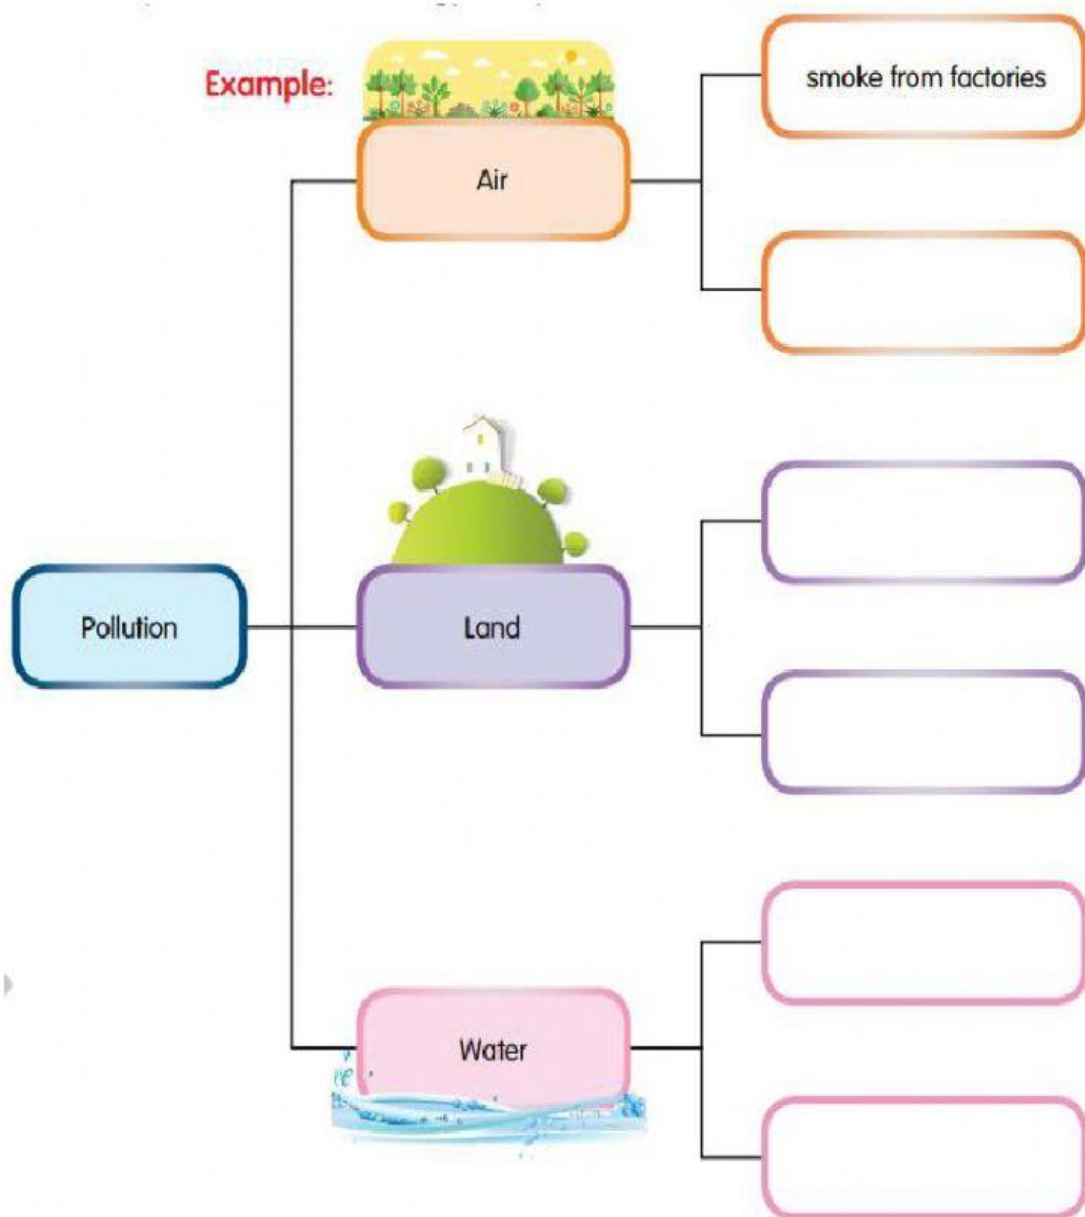 Example:
smoke from factories
Air
Pollution
Land
Water